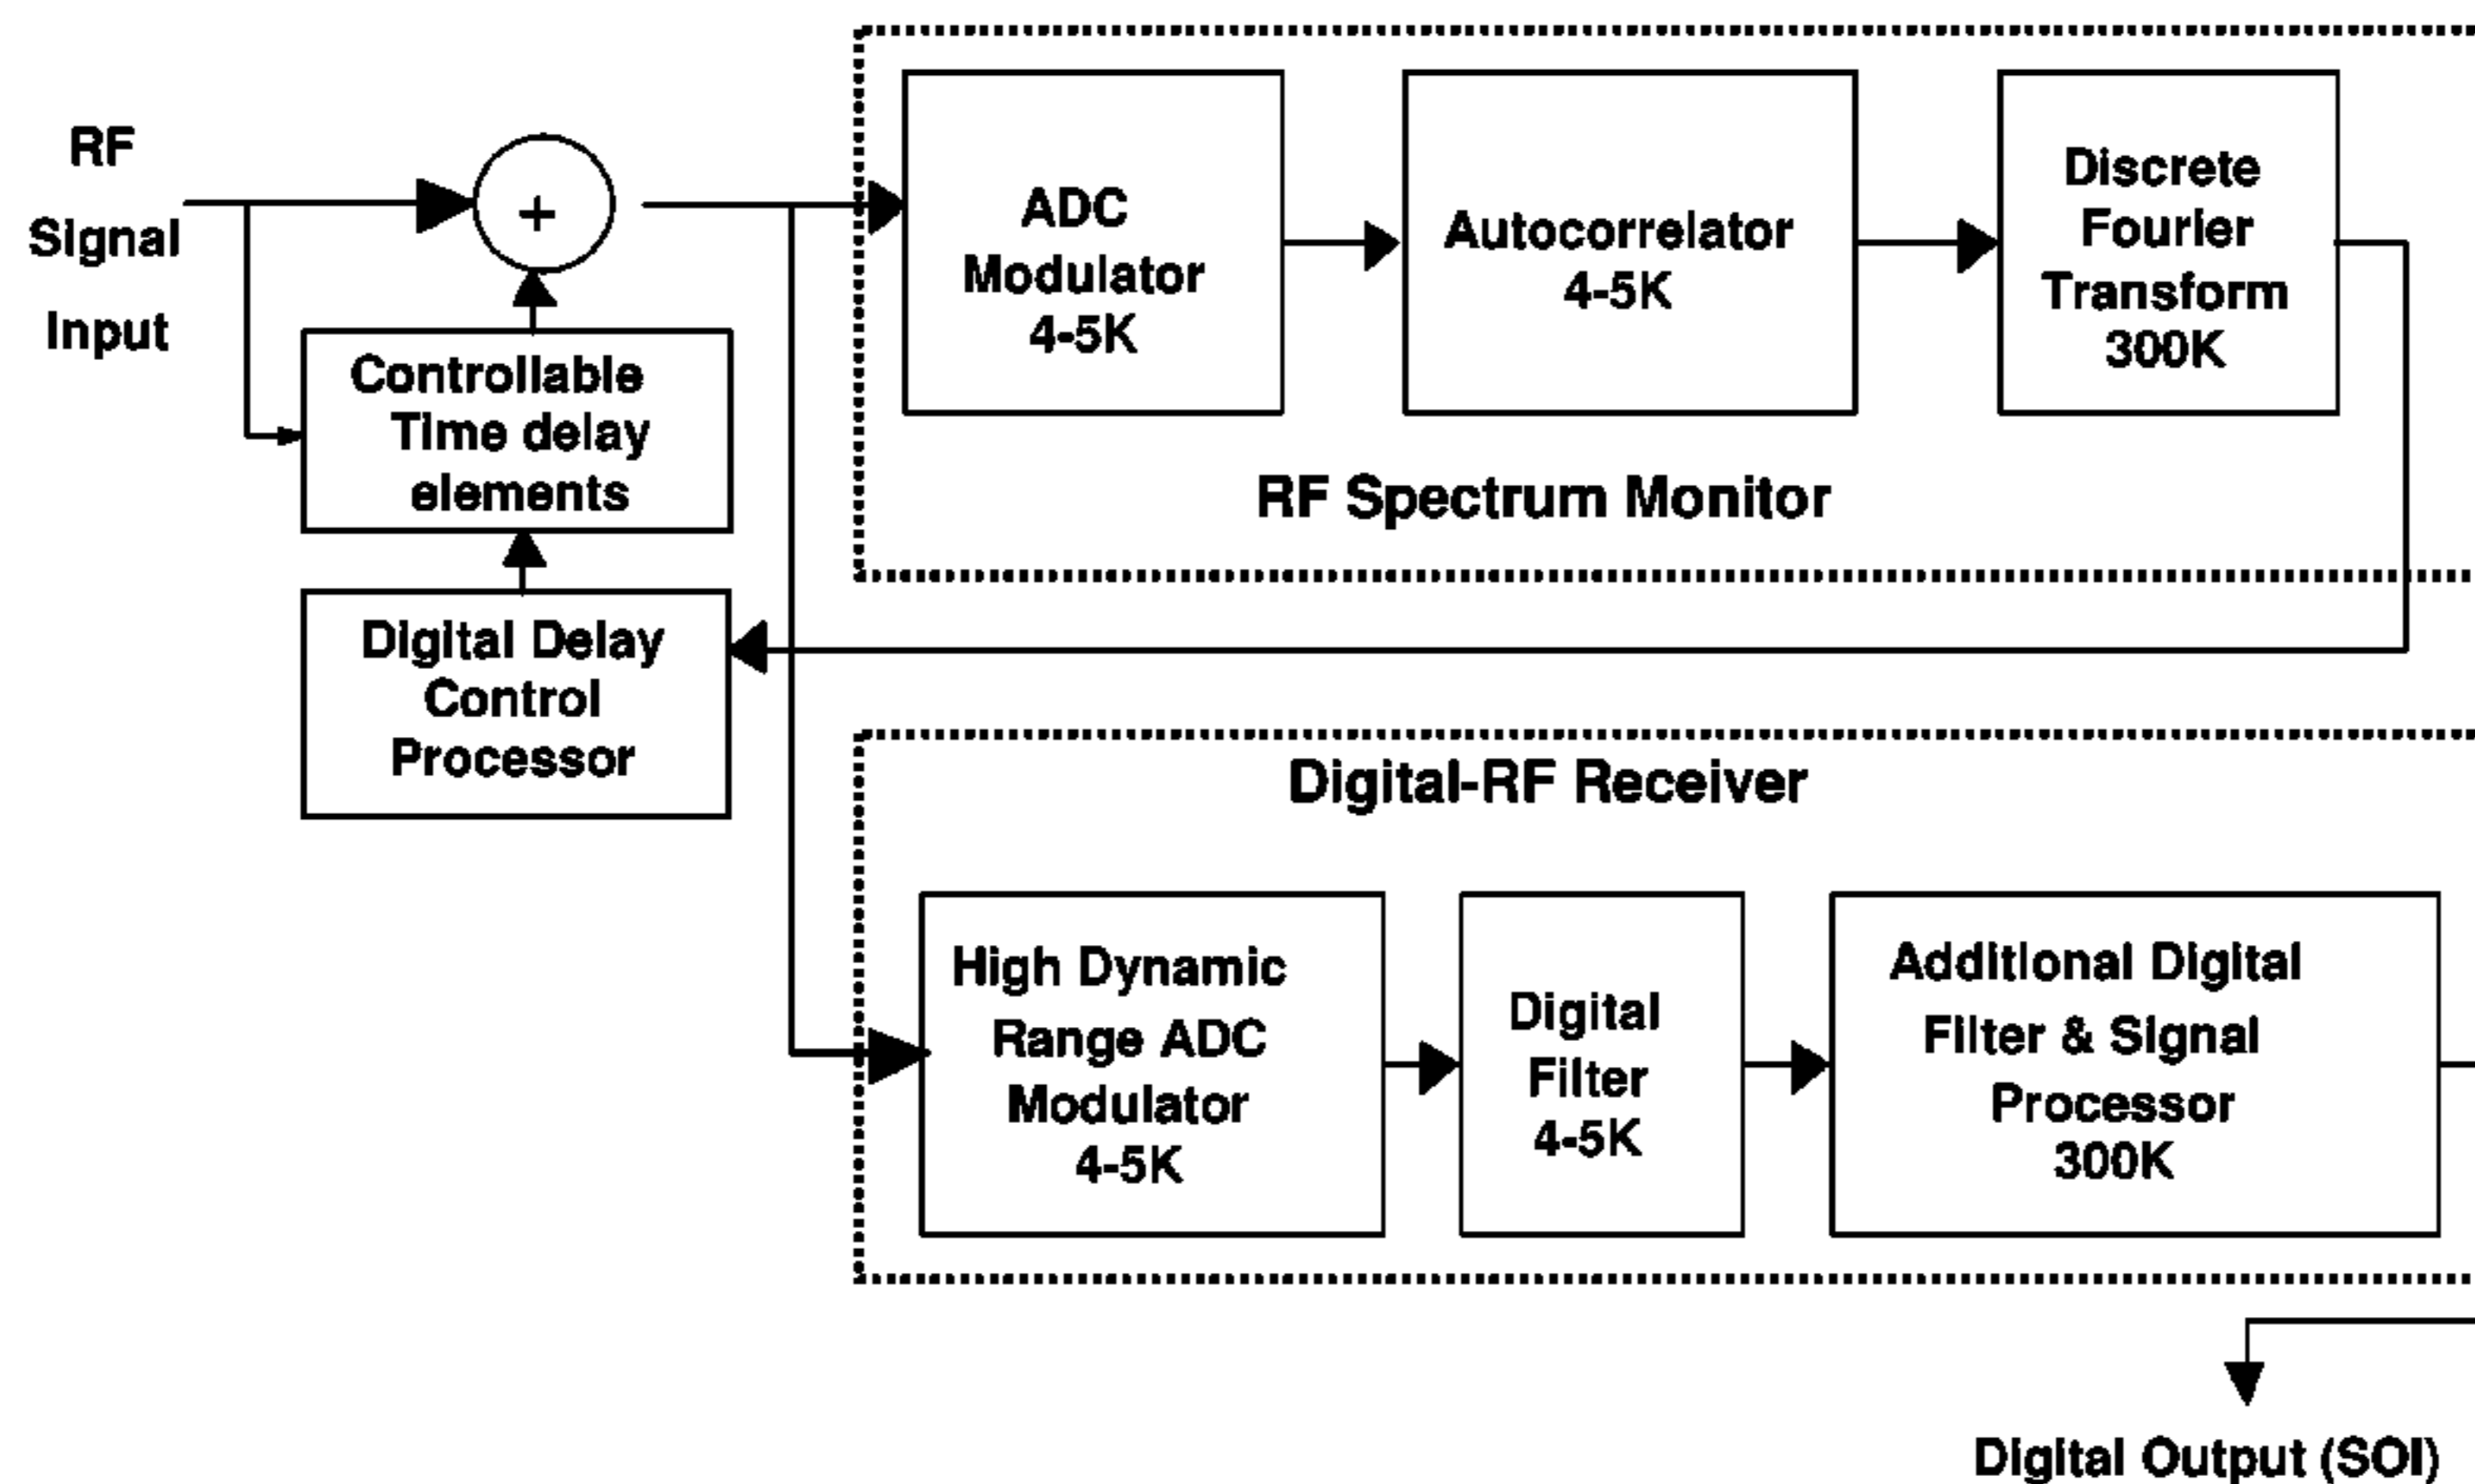 RF
Signal
Input
+
Controllable
Time delay
elements
Digital Delay
Control
Processor
ADC
Modulator
4-5K
Autocorrelator
4-5K
Discrete
Fourier
Transform
300K
RF Spectrum Monitor
Digital-RF Receiver
High Dynamic
Range ADC
Modulator
4-5K
Digital
Filter
4-5K
Additional Digital
Filter & Signal
Processor
300K
Digital Output (SOI)